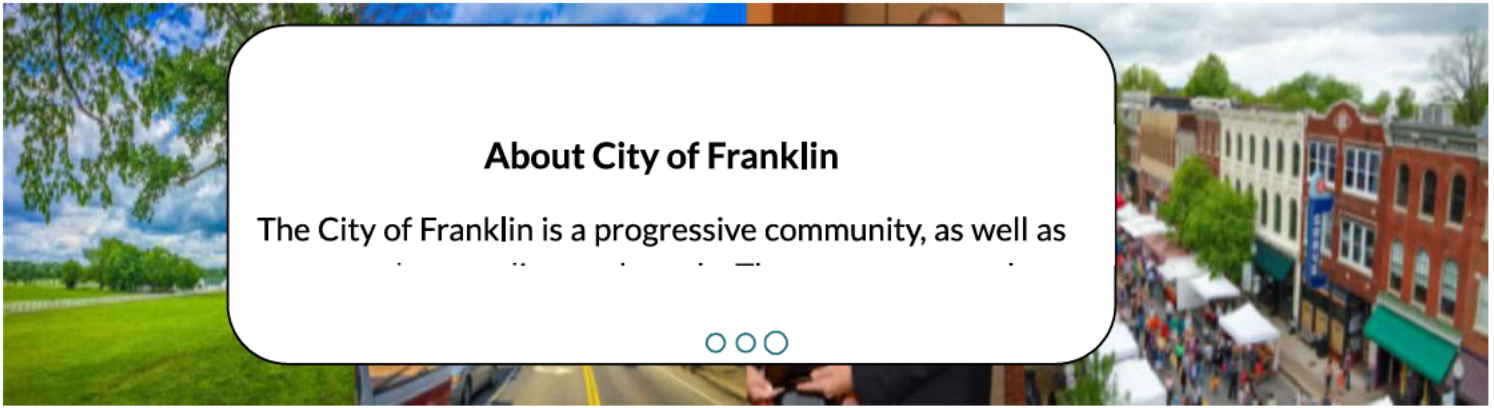 About City of Franklin
The City of Franklin is a progressive community, as well as